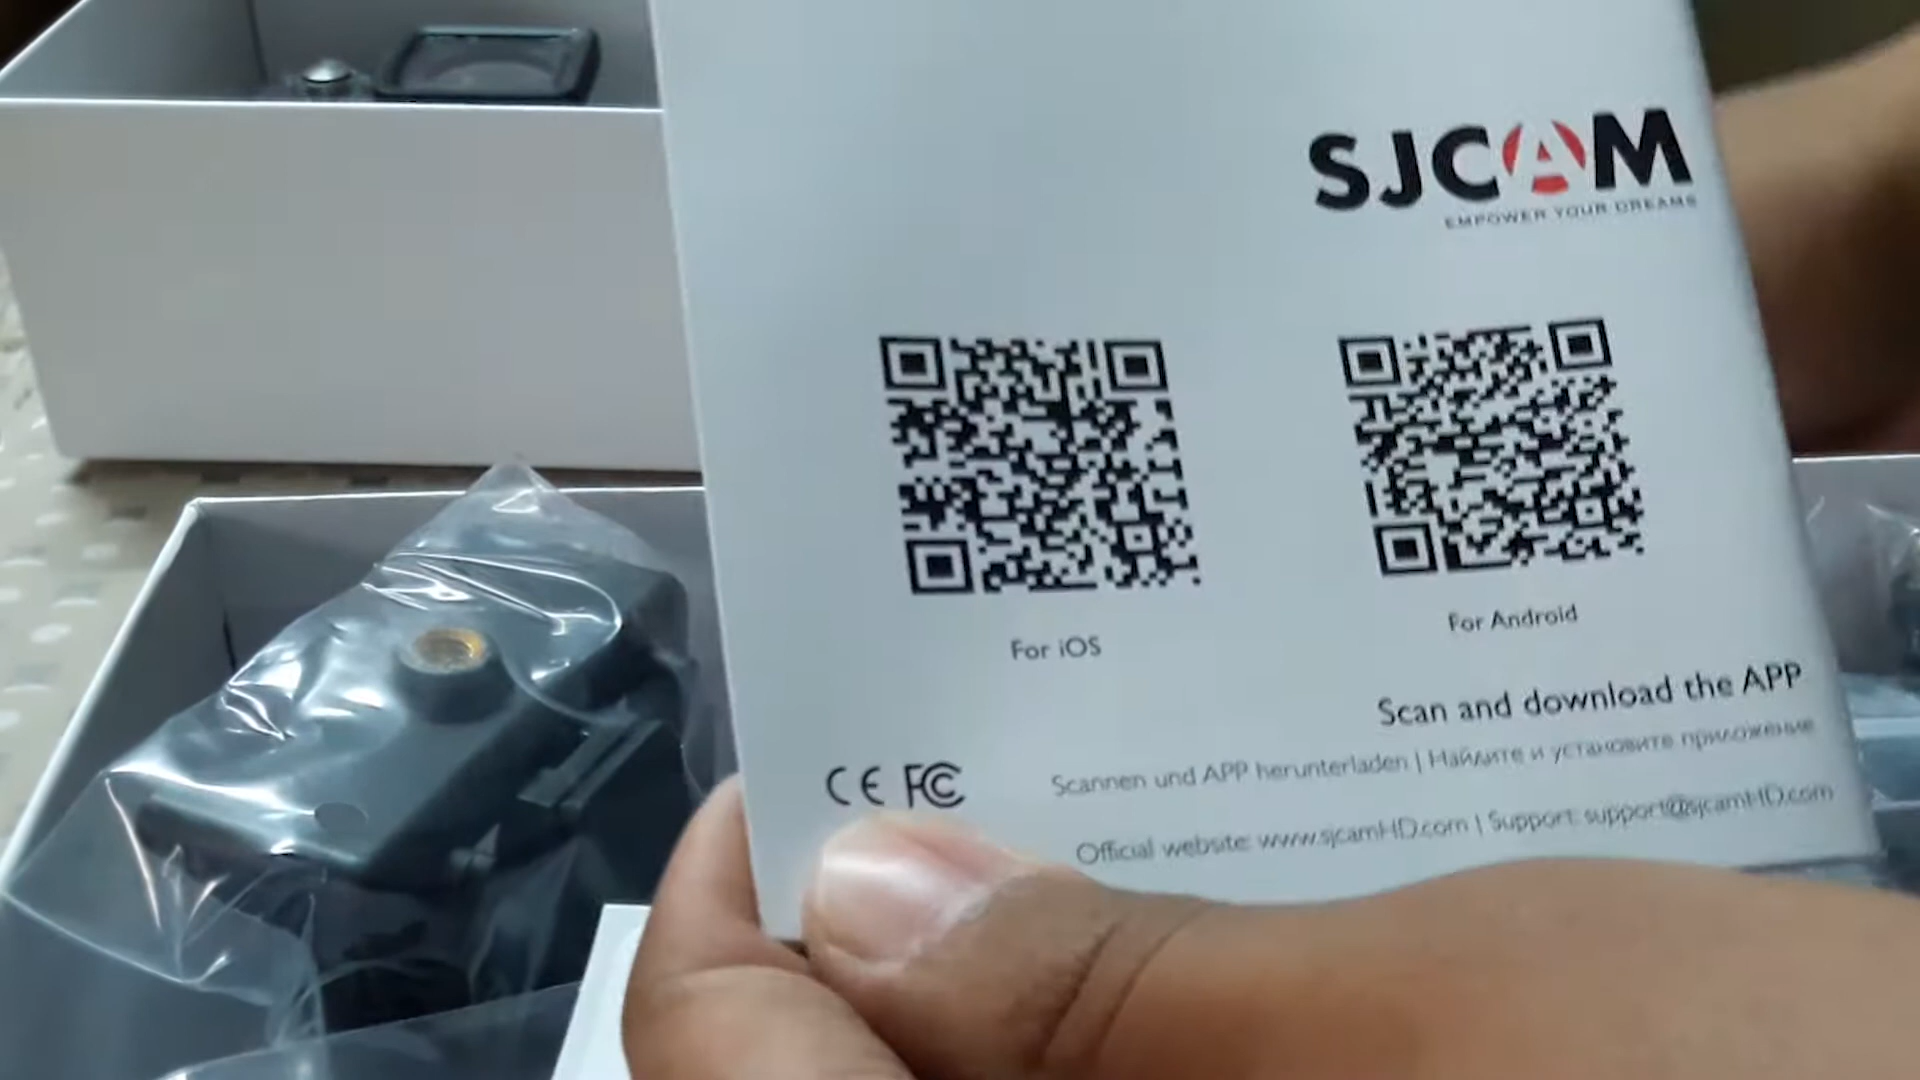 SJCAM
EMPOWER YOUR DREAMS
For iOS
For Android
Scan and download the APP
CE FC
Scannen und APP herunterladen | Найдите и установите приложение
Official website: www.sjcamHD.com | Support: support@sjcamHD.com